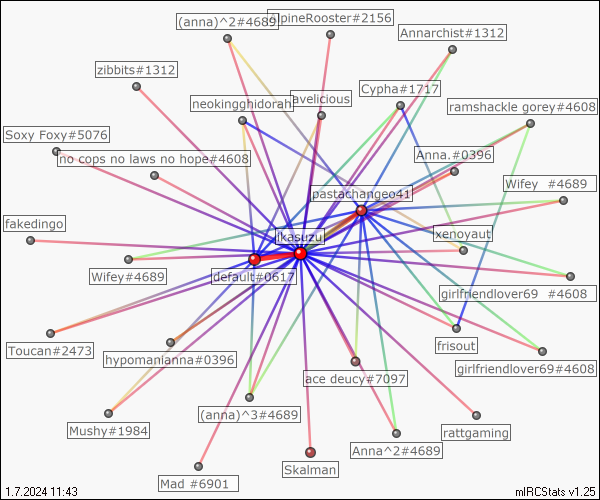 (anna)^2#4689
lpineRooster#2156
Annarchist#1312
zibbits#1312
Cypha#1717
avelicious
neokingghidorah
ramshackle gorey#4608
Soxy Foxy#5076
no cops no laws no hope#4608
Anna.#0396
pastachangeo41
Wifey #4689
fakedingo
ikasuzu
xenoyaut
Wifey#4689
default#0617
girlfriendlover69 #4608
Toucan#2473
hypomaniana#0396
frisout
girlfriendlover69#4608
ace deucy#7097
Mushy#1984
(anna)^3#4689
rattgaming
Anna^2#4689
Skalman
Mad #6901
1.7.2024 11:43
mIRCStats v1.25